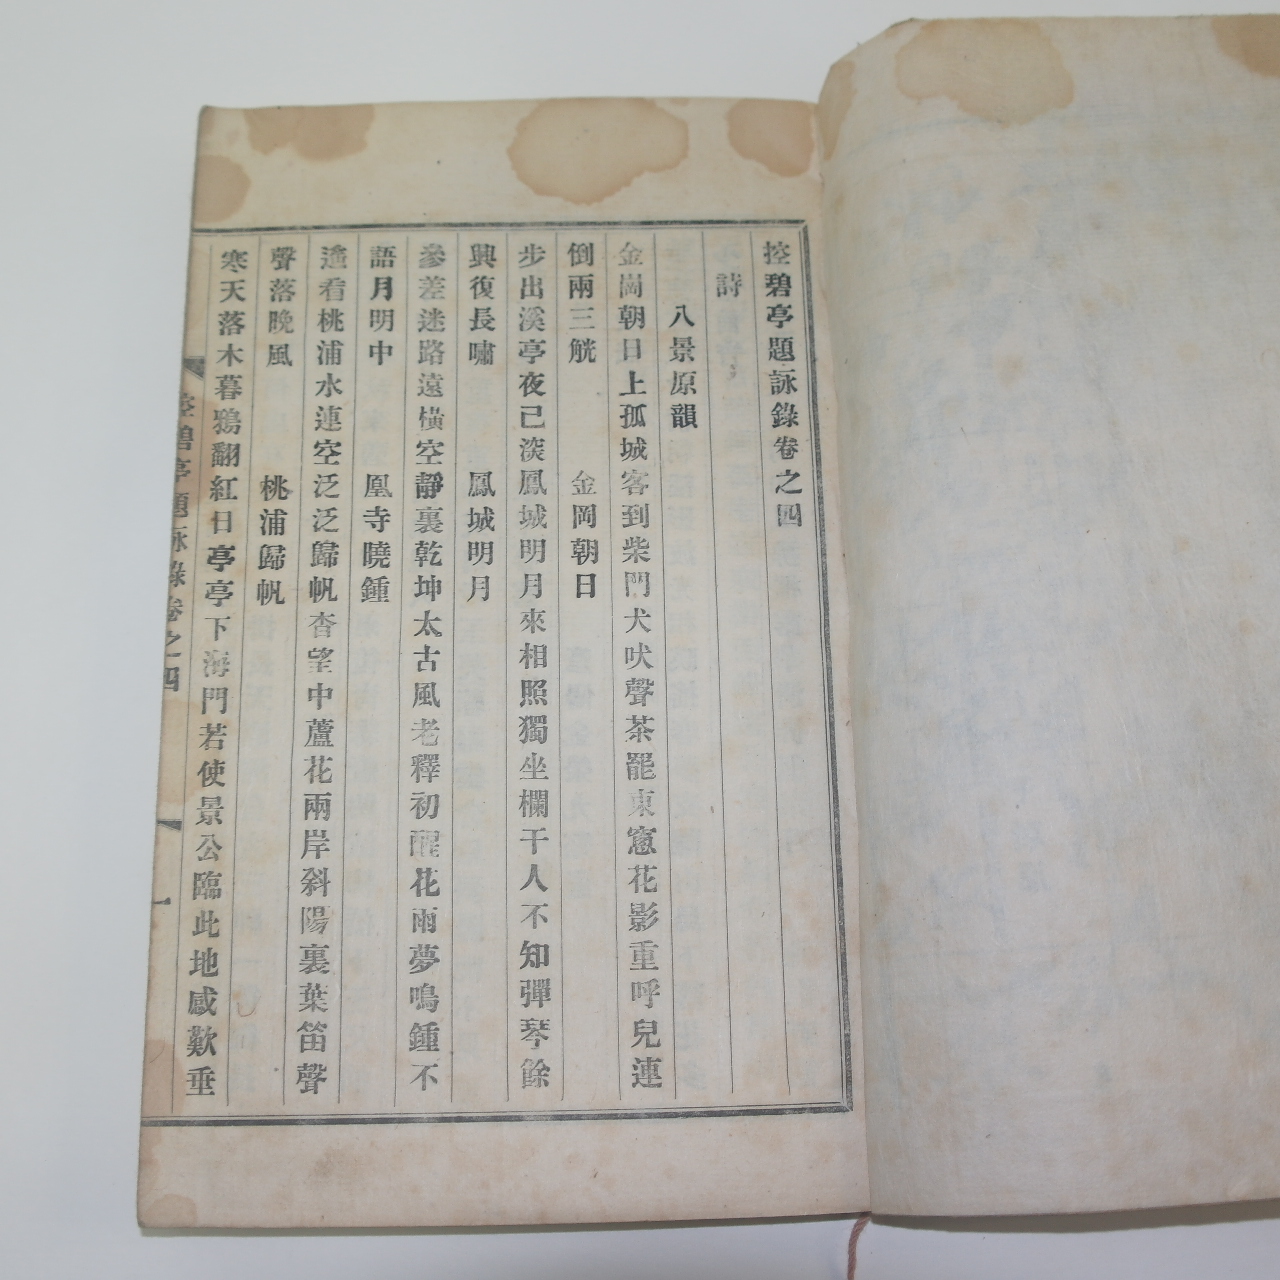 控碧亭題詠錄卷之四
詩
八景原韻
金崗朝日上孤城客到柴門犬吠聲茶罷東窻花影重呼兒連
倒兩三觥 金岡朝日
步出溪亭夜已深鳳城明月來相照獨坐欄干人不知彈琴餘
興復長嘯 鳳城明月
參差迷路遠橫空靜裏乾坤太古風老釋初醒花雨夢鳴鍾不
語月明中 凰寺曉鍾
遙看桃浦水連空泛泛歸帆杳望中蘆花兩岸斜陽裏葉笛聲
聲落晚風 桃浦歸帆
寒天落木暮鴉翻紅日亭亭下海門若使景公臨此地感歎垂
控碧亭題詠錄卷之四 一